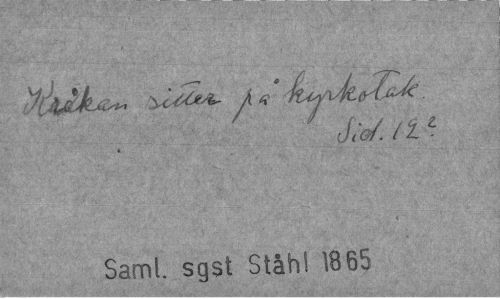 Kråkan sitter på kyrkotak.
Sid. 12?
Saml. sgst Ståhl 1865